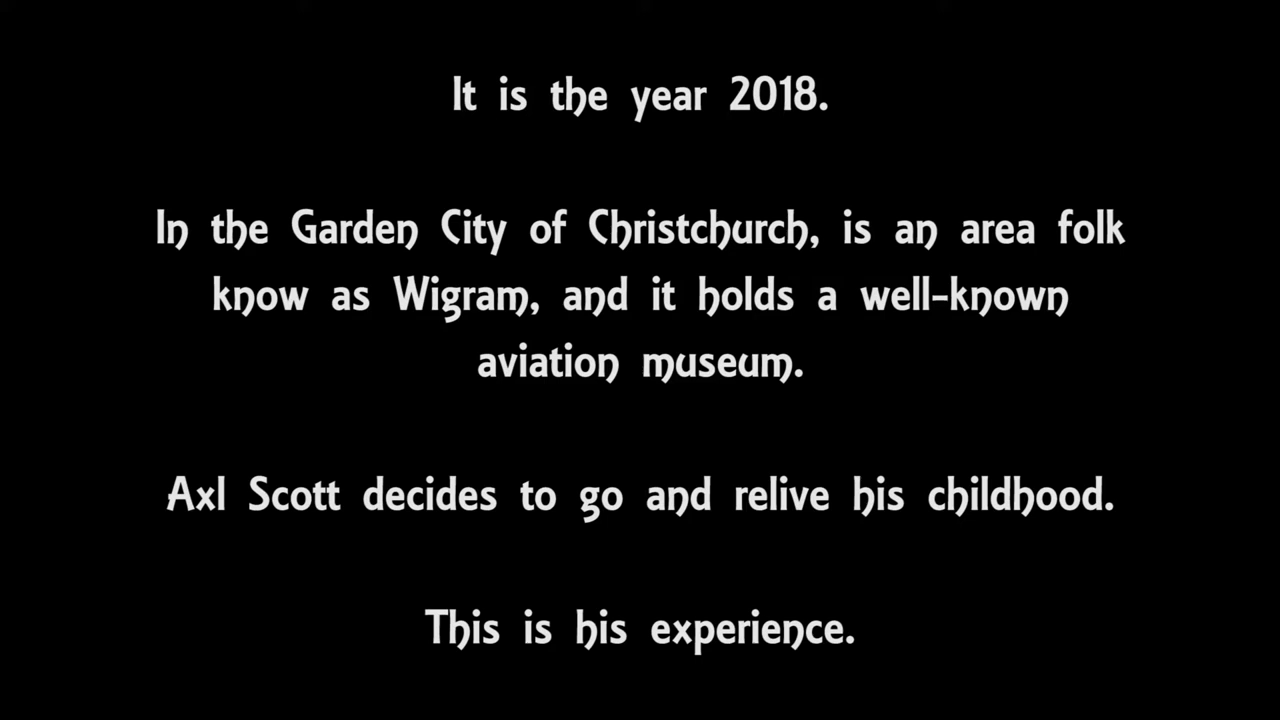 It is the year 2018.
In the Garden City of Christchurch, is an area folk
know as Wigram, and it holds a well-known
aviation museum.
Axl Scott decides to go and relive his childhood.
This is his experience.